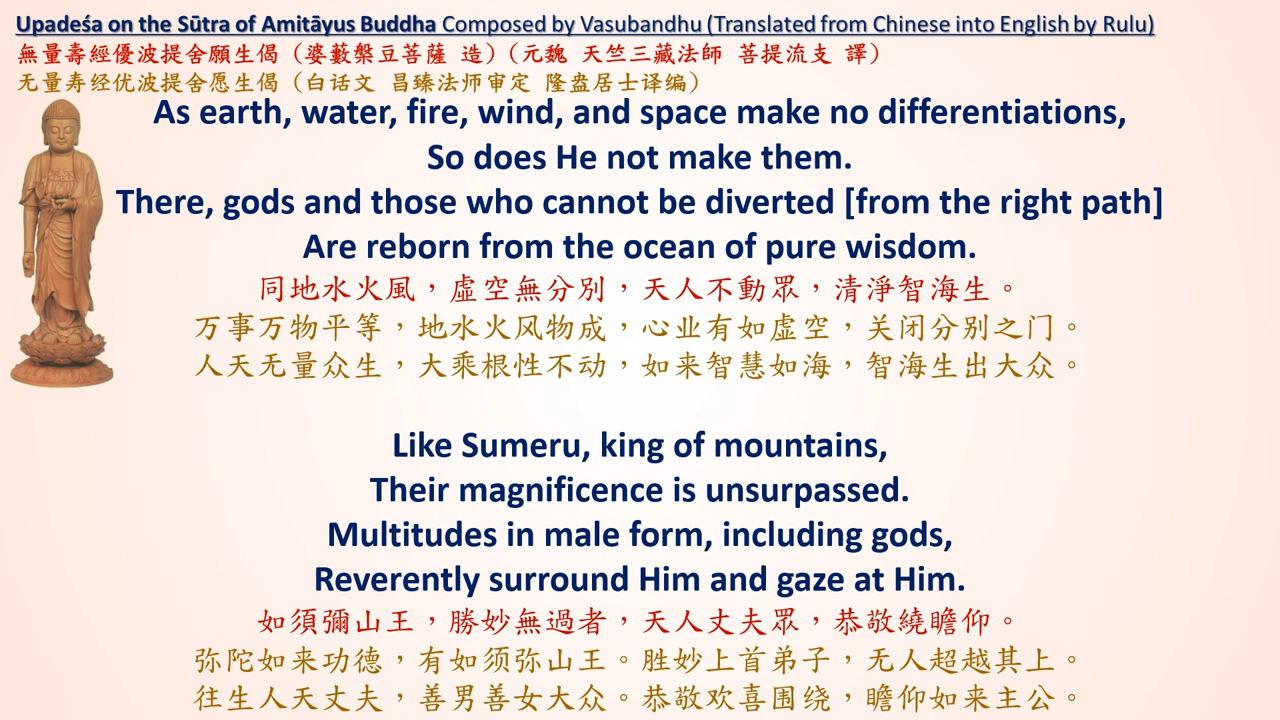 Upadeśa on the Sūtra of Amitāyus Buddha Composed by Vasubandhu (Translated from Chinese into English by Rulu)
無量壽經優波提舍願生偈（婆藪槃豆菩薩 造）（元魏 天竺三藏法師 菩提流支 譯）
无量寿经优波提舍愿生偈（白话文 昌臻法师审定 隆盎居士译编）
As earth, water, fire, wind, and space make no differentiations,
So does He not make them.
There, gods and those who cannot be diverted [from the right path]
Are reborn from the ocean of pure wisdom.
同地水火風，虛空無分別，天人不動眾，清淨智海生。
万事万物平等，地水火风物成，心业有如虚空，关闭分别之门。
人天无量众生，大乘根性不动，如来智慧如海，智海生出大众。
Like Sumeru, king of mountains,
Their magnificence is unsurpassed.
Multitudes in male form, including gods,
Reverently surround Him and gaze at Him.
如須彌山王，勝妙無過者，天人丈夫眾，恭敬繞瞻仰。
弥陀如来功德，有如须弥山王。胜妙上首弟子，无人超越其上。
往生人天丈夫，善男善女大众。恭敬欢喜围绕，瞻仰如来主公。